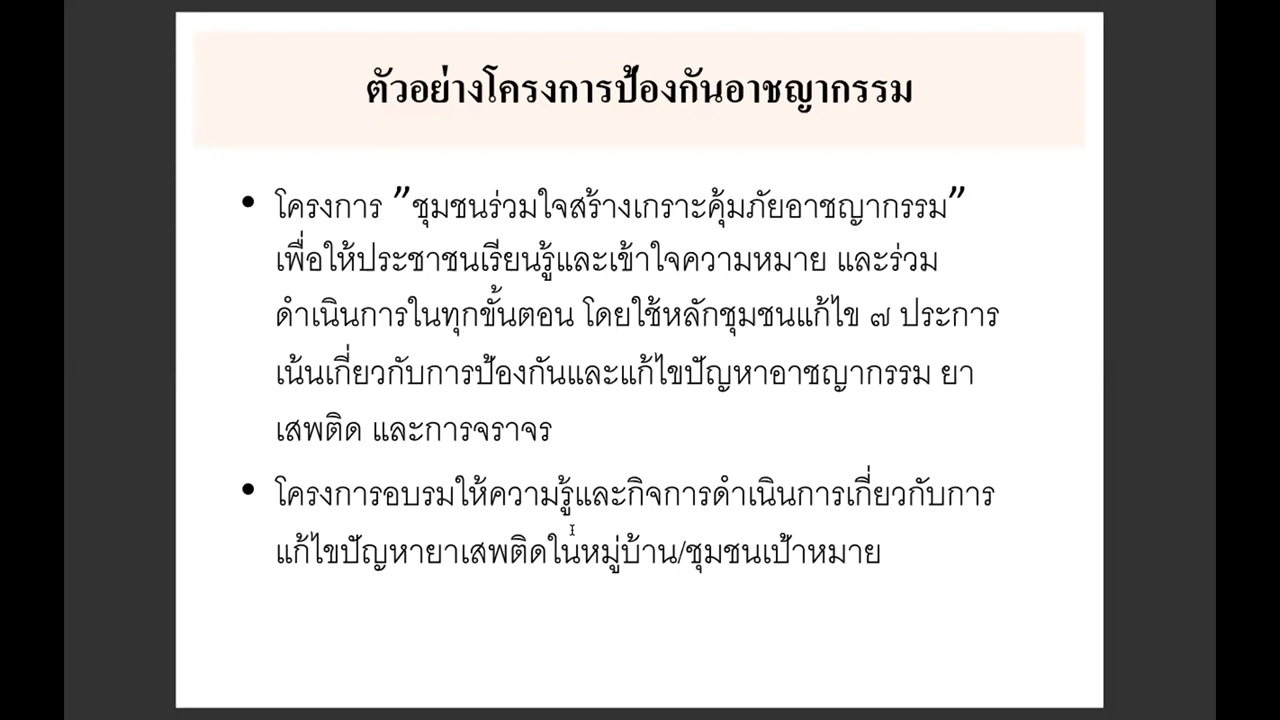 ตัวอย่างโครงการป้องกันอาชญากรรม
• โครงการ ”ชุมชนร่วมใจสร้างเกราะคุ้มภัยอาชญากรรม”
เพื่อให้ประชาชนเรียนรู้และเข้าใจความหมาย และร่วม
ดำเนินการในทุกขั้นตอน โดยใช้หลักชุมชนแก้ไข ๗ ประการ
เน้นเกี่ยวกับการป้องกันและแก้ไขปัญหาอาชญากรรม ยา
เสพติด และการจราจร
• โครงการอบรมให้ความรู้และกิจการดำเนินการเกี่ยวกับการ
แก้ไขปัญหายาเสพติดในหมู่บ้าน/ชุมชนเป้าหมาย